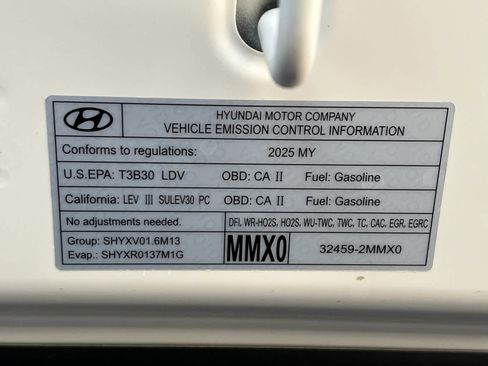 HYUNDAI MOTOR COMPANY
VEHICLE EMISSION CONTROL INFORMATION
Conforms to regulations: 2025 MY
U.S.EPA: T3B30 LDV OBD: CA II Fuel: Gasoline
California: LEV III SULEV30 PC OBD: CA II Fuel: Gasoline
No adjustments needed. DFI, WR-HO2S, HO2S, WU-TWC, TWC, TC, CAC, EGR, EGRC
Group: SHYXV01.6M13
Evap.: SHYXR0137M1G
MMX0 32459-2MMX0